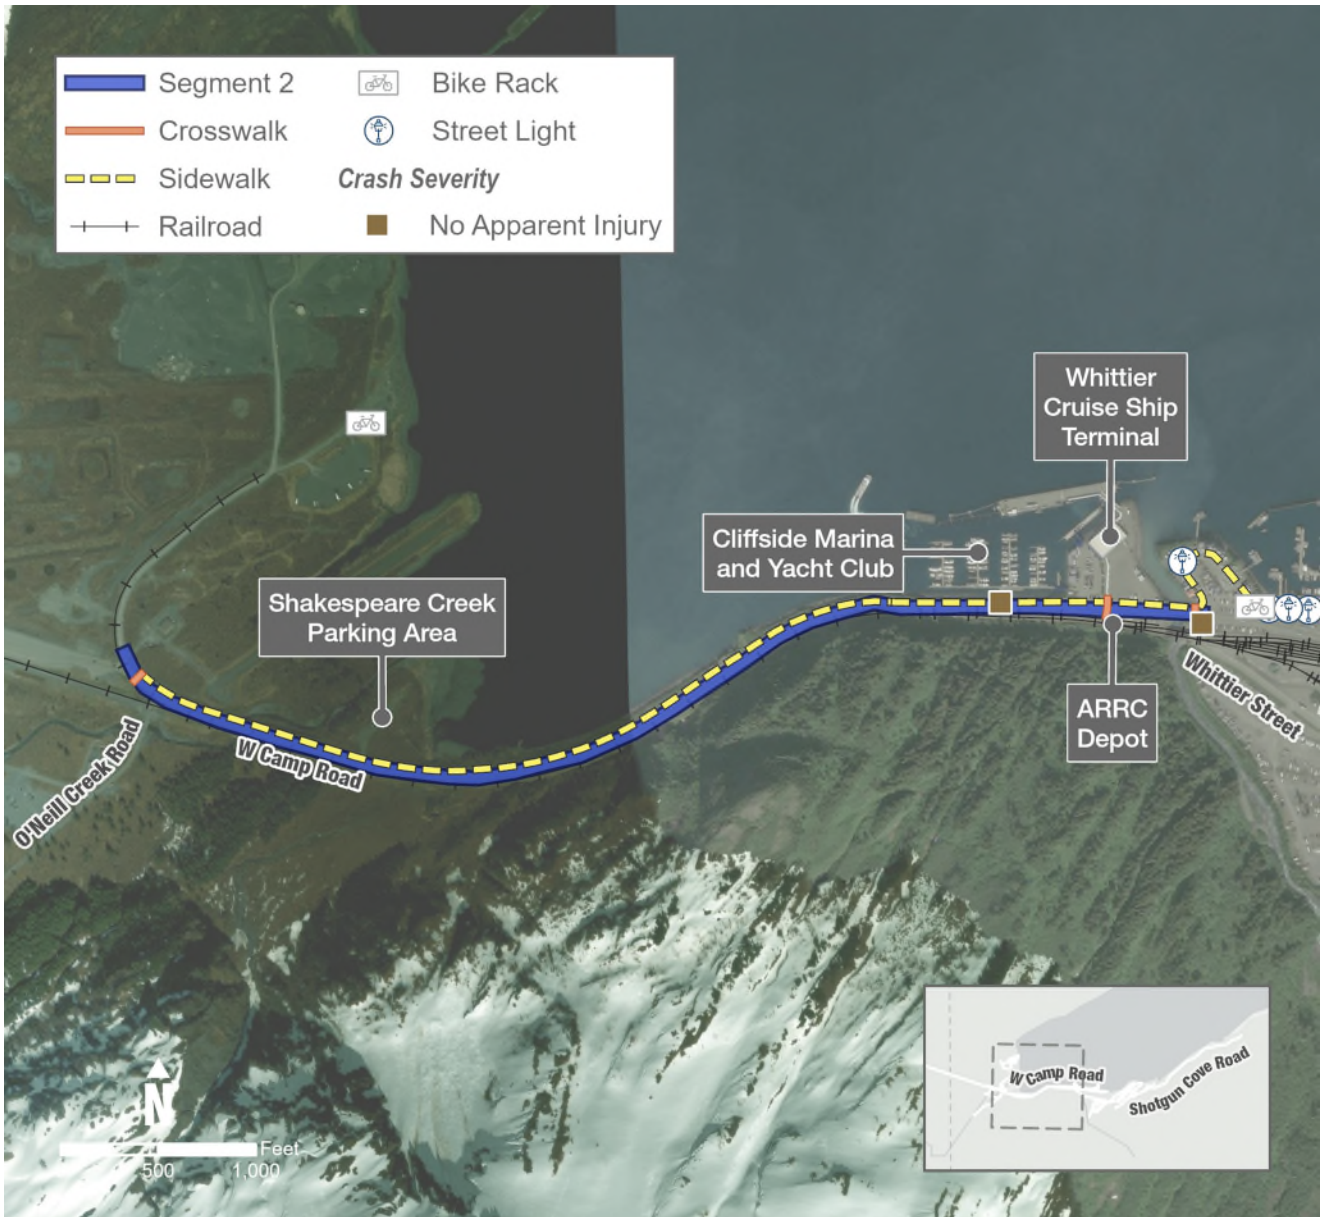 Segment 2
Bike Rack
Crosswalk
Street Light
Sidewalk
Crash Severity
Railroad
No Apparent Injury
Whittier
Cruise Ship
Terminal
Cliffside Marina
and Yacht Club
Shakespeare Creek
Parking Area
ARRC
Depot
Whittier Street
W Camp Road
O'Neill Creek Road
N
Feet
500
1,000
W Camp Road
Shotgun Cove Road